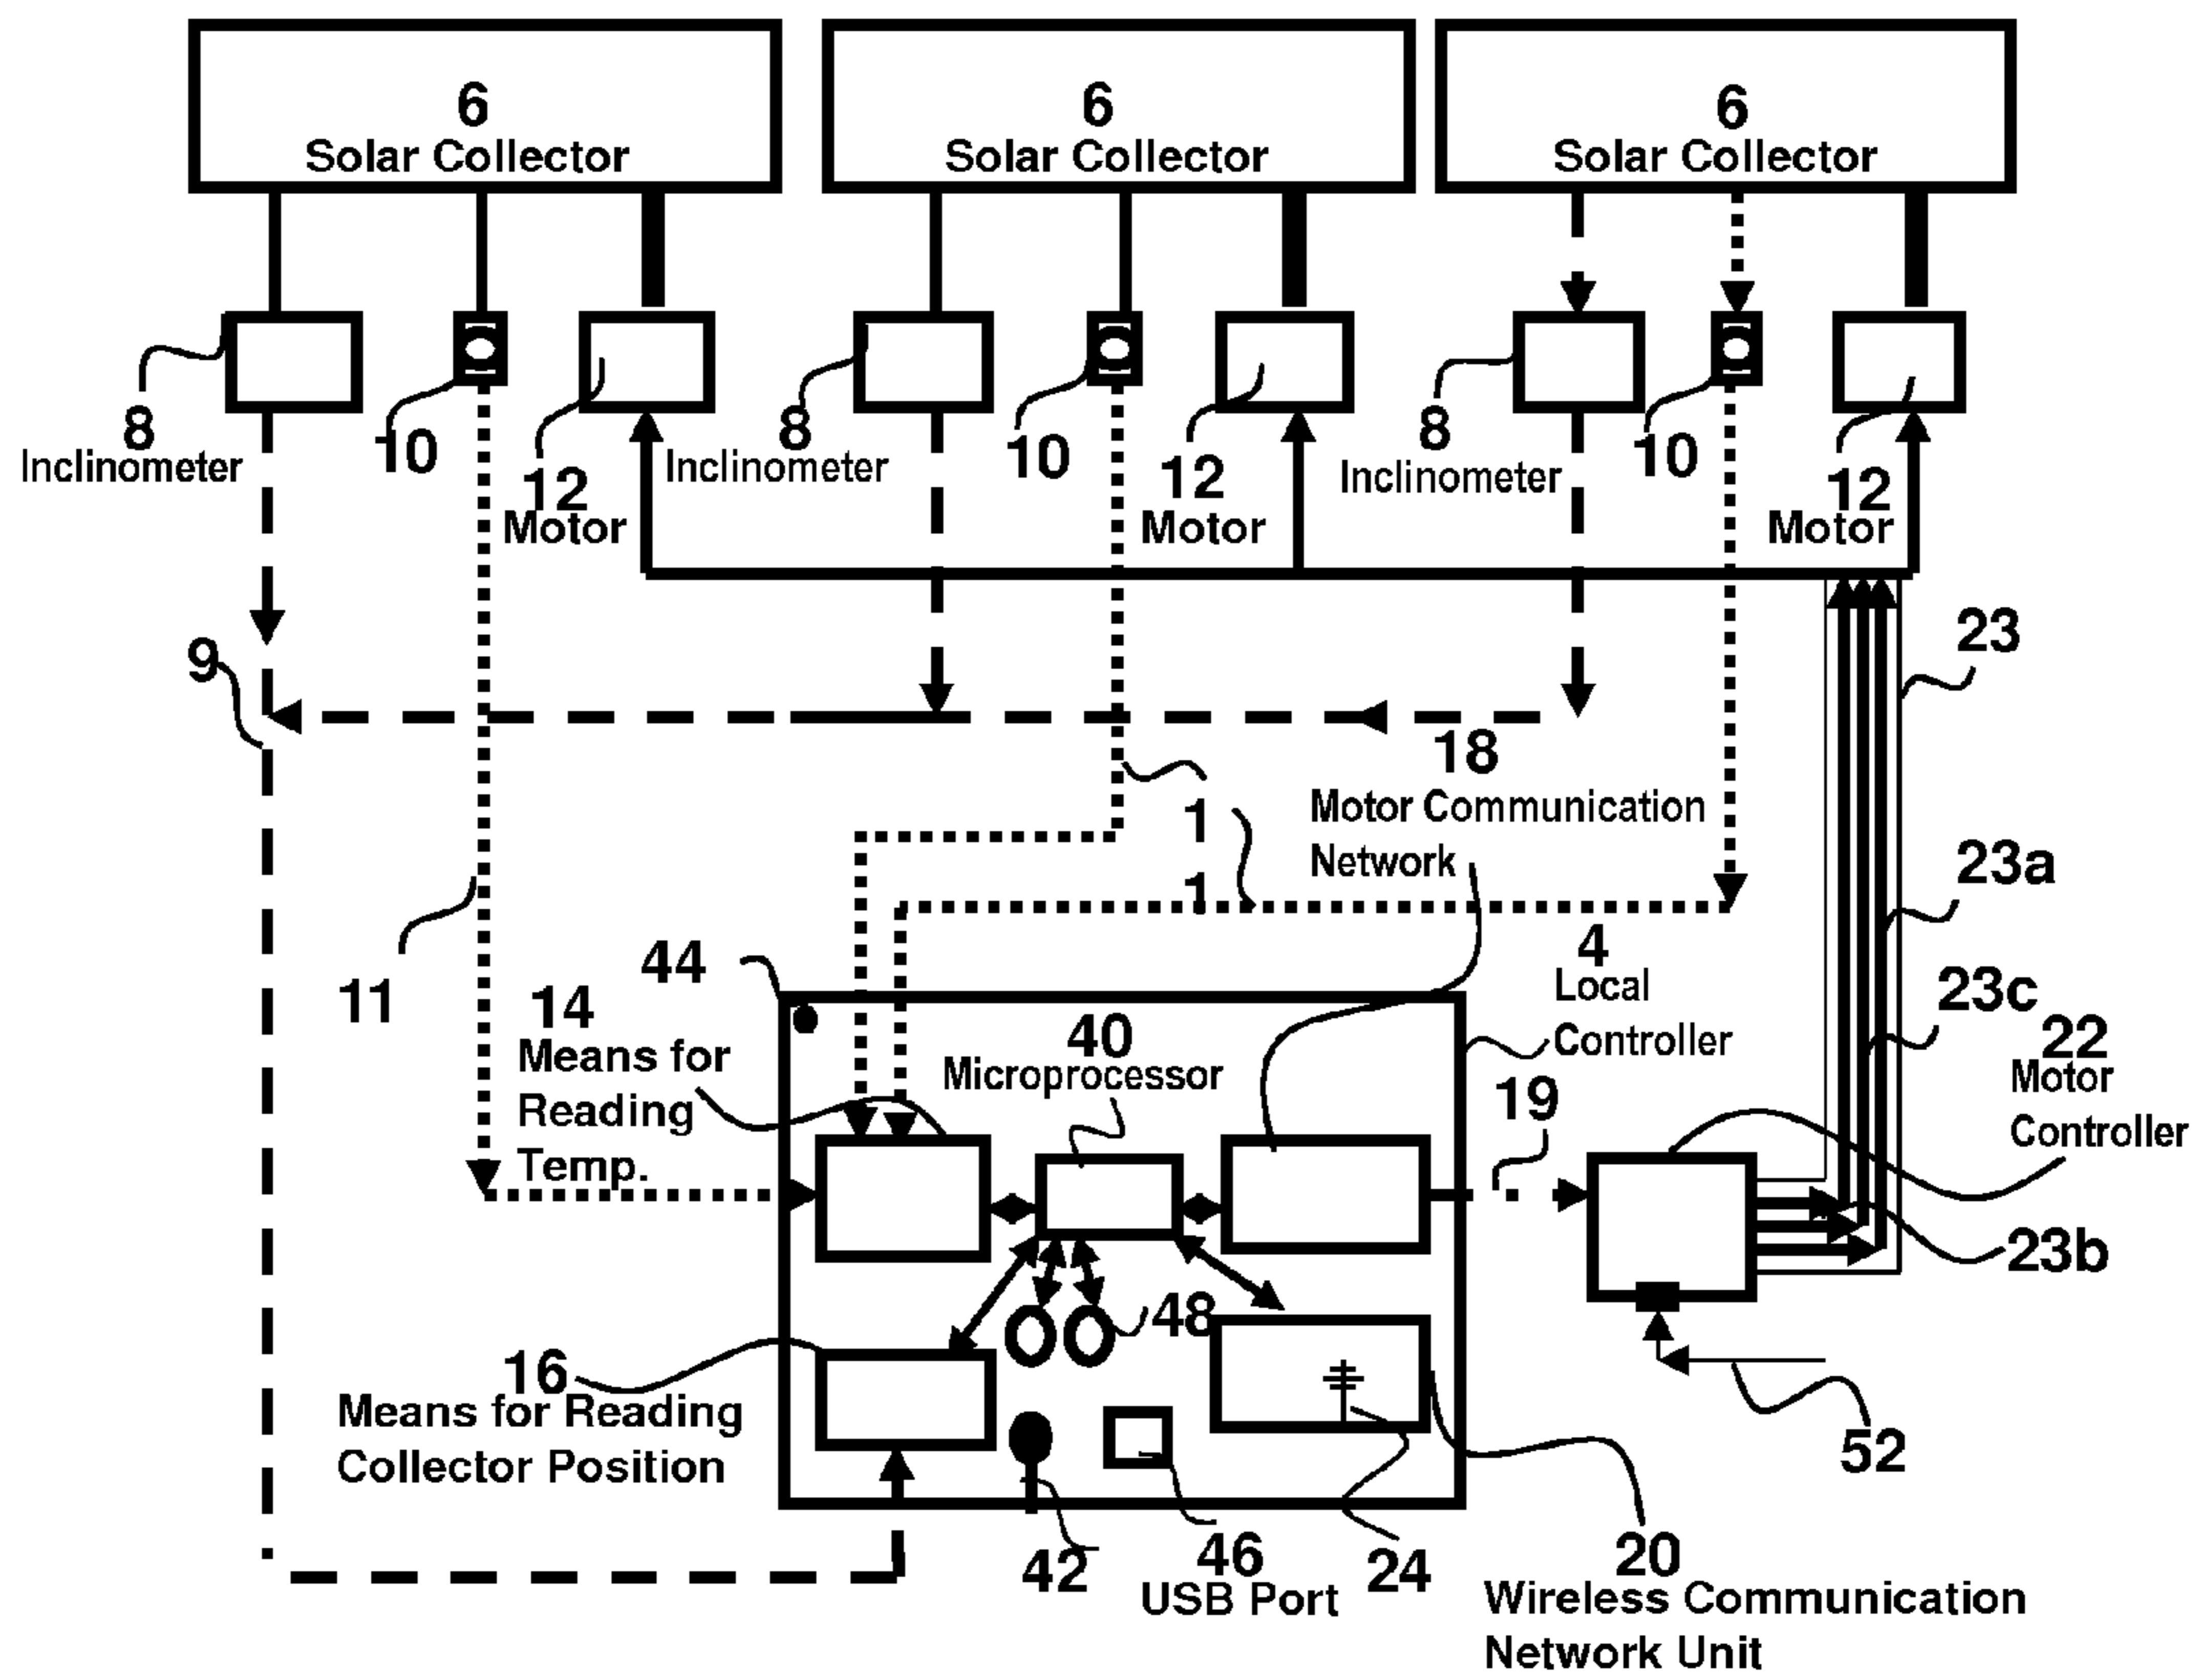 6
Solar Collector
6
Solar Collector
6
Solar Collector
8
Inclinometer
10
12
Motor
8
Inclinometer
10
12
Motor
8
Inclinometer
10
12
Motor
9
23
18
Motor Communication
Network
1
1
23a
11
44
14
Means for
Reading
Temp.
40
Microprocessor
4
Local
Controller
19
23c
22
Motor
Controller
23b
48
16
Means for Reading
Collector Position
52
42
46
USB Port
24
20
Wireless Communication
Network Unit